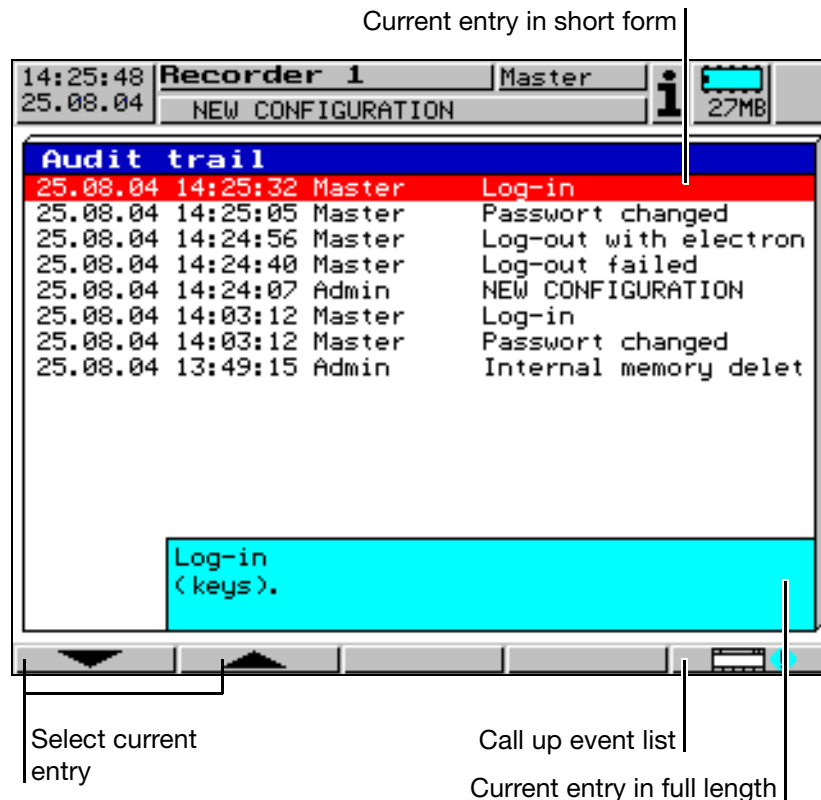 Current entry in short form
14:25:48 Recorder 1 Master
25.08.04 NEW CONFIGURATION i 27MB
Audit trail
25.08.04 14:25:32 Master Log-in
25.08.04 14:25:05 Master Passwort changed
25.08.04 14:24:56 Master Log-out with electron
25.08.04 14:24:40 Master Log-out failed
25.08.04 14:24:07 Admin NEW CONFIGURATION
25.08.04 14:03:12 Master Log-in
25.08.04 14:03:12 Master Passwort changed
25.08.04 13:49:15 Admin Internal memory delet
Log-in
(keys).
Select current
entry
Call up event list
Current entry in full length